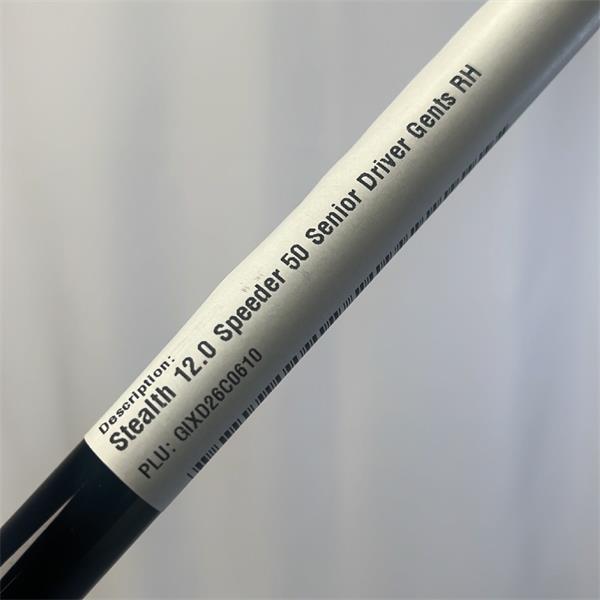 Description:
Stealth 12.0 Speeder 50 Senior Driver Gents RH
PLU: GIXD26C0610